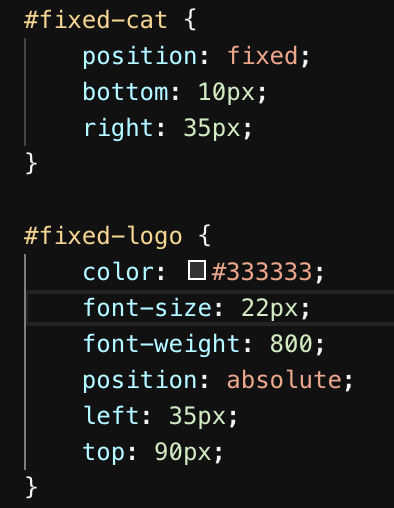 #fixed-cat {
    position: fixed;
    bottom: 10px;
    right: 35px;
}

#fixed-logo {
    color: #333333;
    font-size: 22px;
    font-weight: 800;
    position: absolute;
    left: 35px;
    top: 90px;
}